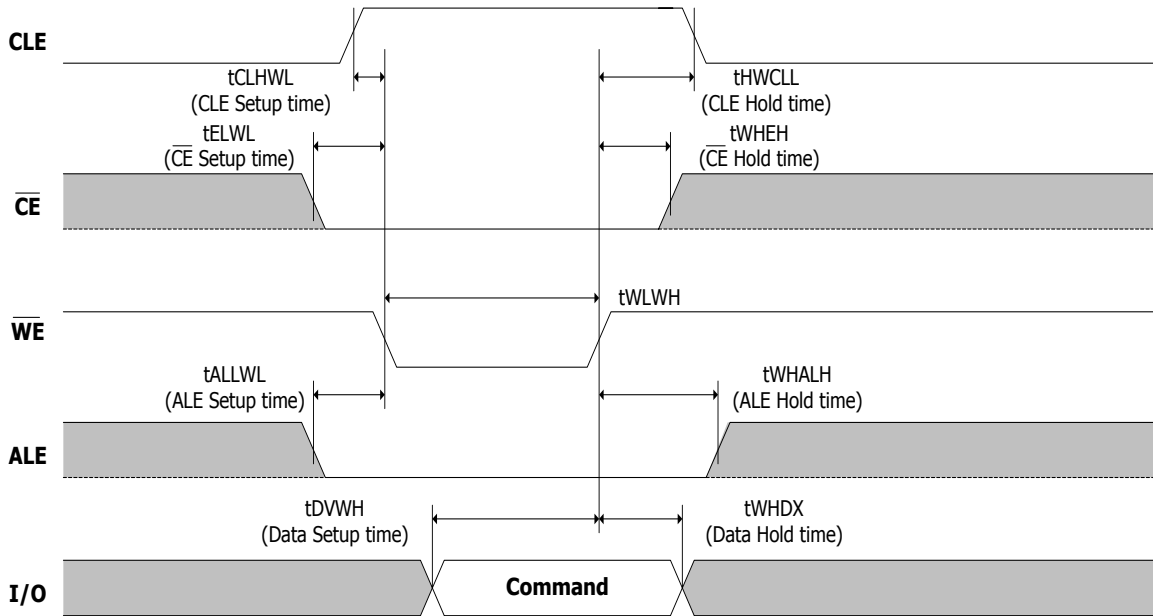 CLE
tCLHWL
(CLE Setup time)
tHWCLL
(CLE Hold time)
tELWL
(CE Setup time)
tWHEH
(CE Hold time)
CE
tWLWH
WE
tALLWL
(ALE Setup time)
tWHALH
(ALE Hold time)
ALE
tDVWH
(Data Setup time)
tWHDX
(Data Hold time)
I/O
Command